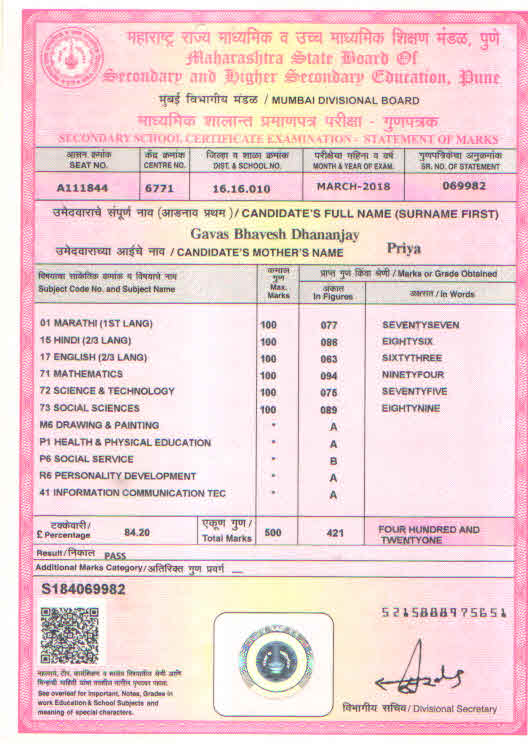 महाराष्ट्र राज्य माध्यमिक व उच्च माध्यमिक शिक्षण मंडळ, पुणे
Maharashtra State Board Of
Secondary and Higher Secondary Education, Pune
मुंबई विभागीय मंडळ / MUMBAI DIVISIONAL BOARD
माध्यमिक शालान्त प्रमाणपत्र परीक्षा - गुणपत्रक
SECONDARY SCHOOL CERTIFICATE EXAMINATION - STATEMENT OF MARKS
आसन क्रमांक केंद्र क्रमांक जिल्हा व शाळा क्रमांक परीक्षेचा महिना व वर्ष गुणपत्रिकेचा अनुक्रमांक
SEAT NO. CENTRE NO. DIST. & SCHOOL NO. MONTH & YEAR OF EXAM. SR. NO. OF STATEMENT
A111844 6771 16.16.010 MARCH-2018 069982
उमेदवाराचे संपूर्ण नाव (आडनाव प्रथम) / CANDIDATE'S FULL NAME (SURNAME FIRST)
Gavas Bhavesh Dhananjay
उमेदवाराच्या आईचे नाव / CANDIDATE'S MOTHER'S NAME Priya
विषयाचा सांकेतिक क्रमांक व विषयाचे नाव
Subject Code No. and Subject Name
कमाल गुण
Max. Marks
प्राप्त गुण किंवा श्रेणी / Marks or Grade Obtained
अंकात
In Figures
अक्षरात / In Words
01 MARATHI (1ST LANG) 100 077 SEVENTYSEVEN
15 HINDI (2/3 LANG) 100 086 EIGHTYSIX
17 ENGLISH (2/3 LANG) 100 063 SIXTYTHREE
71 MATHEMATICS 100 094 NINETYFOUR
72 SCIENCE & TECHNOLOGY 100 075 SEVENTYFIVE
73 SOCIAL SCIENCES 100 089 EIGHTYNINE
M6 DRAWING & PAINTING * A
P1 HEALTH & PHYSICAL EDUCATION * A
P6 SOCIAL SERVICE * B
R6 PERSONALITY DEVELOPMENT * A
41 INFORMATION COMMUNICATION TEC * A
टक्केवारी/
£ Percentage 84.20
एकूण गुण /
Total Marks 500 421 FOUR HUNDRED AND
TWENTYONE
Result/निकाल PASS
Additional Marks Category/अतिरिक्त गुण प्रवर्ग __
S184069982
5215888975651
See overleaf for Important, Notes, Grades in
work Education & School Subjects and
meaning of special characters.
विभागीय सचिव / Divisional Secretary